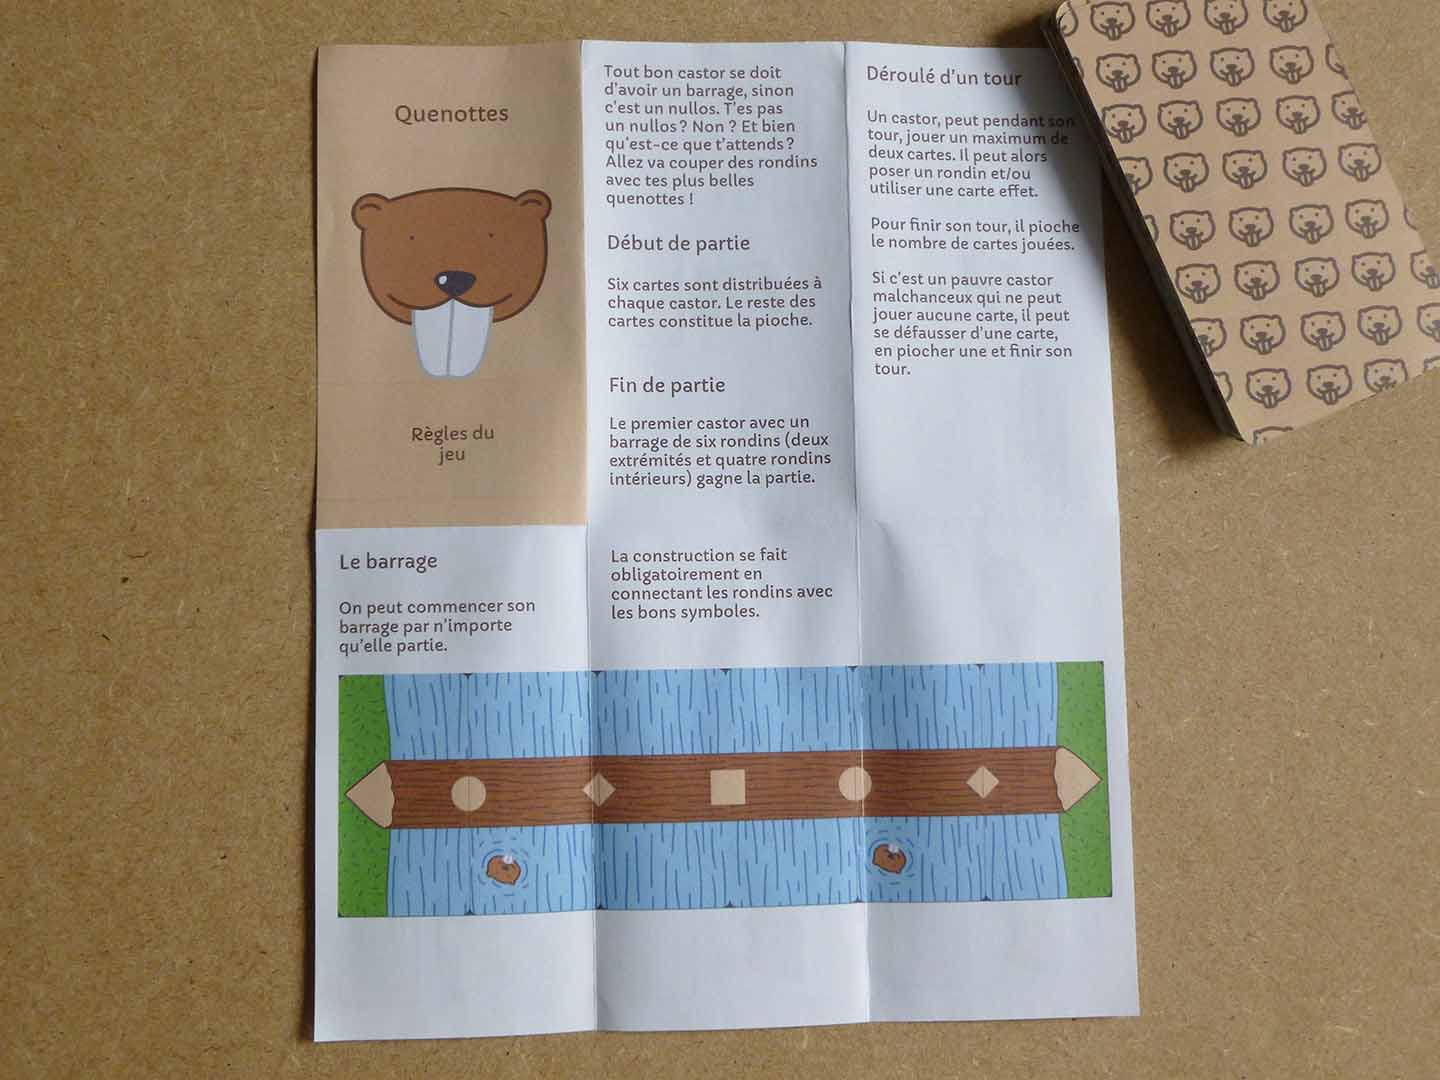 Quenottes
Règles du
jeu
Tout bon castor se doit
d'avoir un barrage, sinon
c'est un nullos. T'es pas
un nullos ? Non ? Et bien
qu'est-ce que t'attends ?
Allez va couper des rondins
avec tes plus belles
quenottes !
Début de partie
Six cartes sont distribuées à
chaque castor. Le reste des
cartes constitue la pioche.
Fin de partie
Le premier castor avec un
barrage de six rondins (deux
extrémités et quatre rondins
intérieurs) gagne la partie.
Déroulé d'un tour
Un castor, peut pendant son
tour, jouer un maximum de
deux cartes. Il peut alors
poser un rondin et/ou
utiliser une carte effet.
Pour finir son tour, il pioche
le nombre de cartes jouées.
Si c'est un pauvre castor
malchanceux qui ne peut
jouer aucune carte, il peut
se défausser d'une carte,
en piocher une et finir son
tour.
Le barrage
On peut commencer son
barrage par n'importe
qu'elle partie.
La construction se fait
obligatoirement en
connectant les rondins avec
les bons symboles.